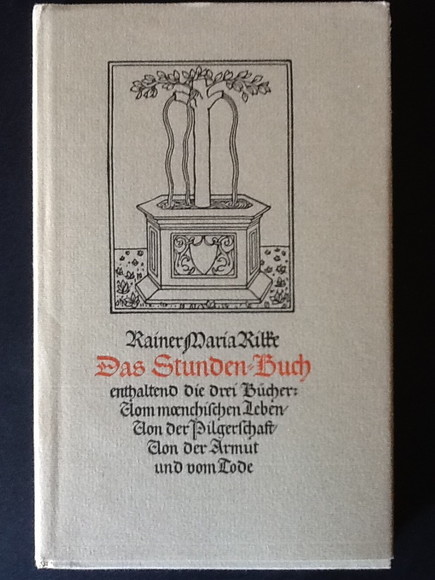 Rainer Maria Rilke
Das Stunden-Buch
enthaltend die drei Bücher:
Vom mœnchischen Leben/
Von der Pilgerschaft/
Von der Armut
und vom Tode